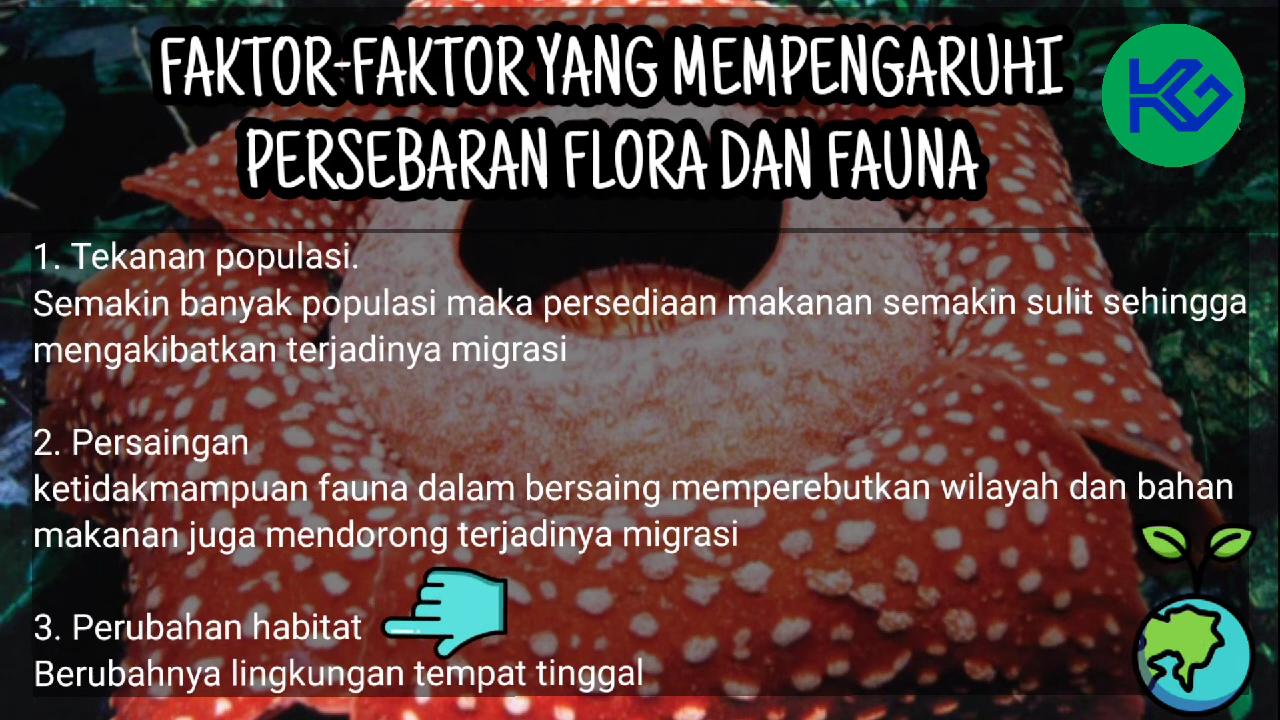 FAKTOR-FAKTOR YANG MEMPENGARUHI
PERSEBARAN FLORA DAN FAUNA
KG
1. Tekanan populasi.
Semakin banyak populasi maka persediaan makanan semakin sulit sehingga
mengakibatkan terjadinya migrasi
2. Persaingan
ketidakmampuan fauna dalam bersaing memperebutkan wilayah dan bahan
makanan juga mendorong terjadinya migrasi
3. Perubahan habitat
Berubahnya lingkungan tempat tinggal